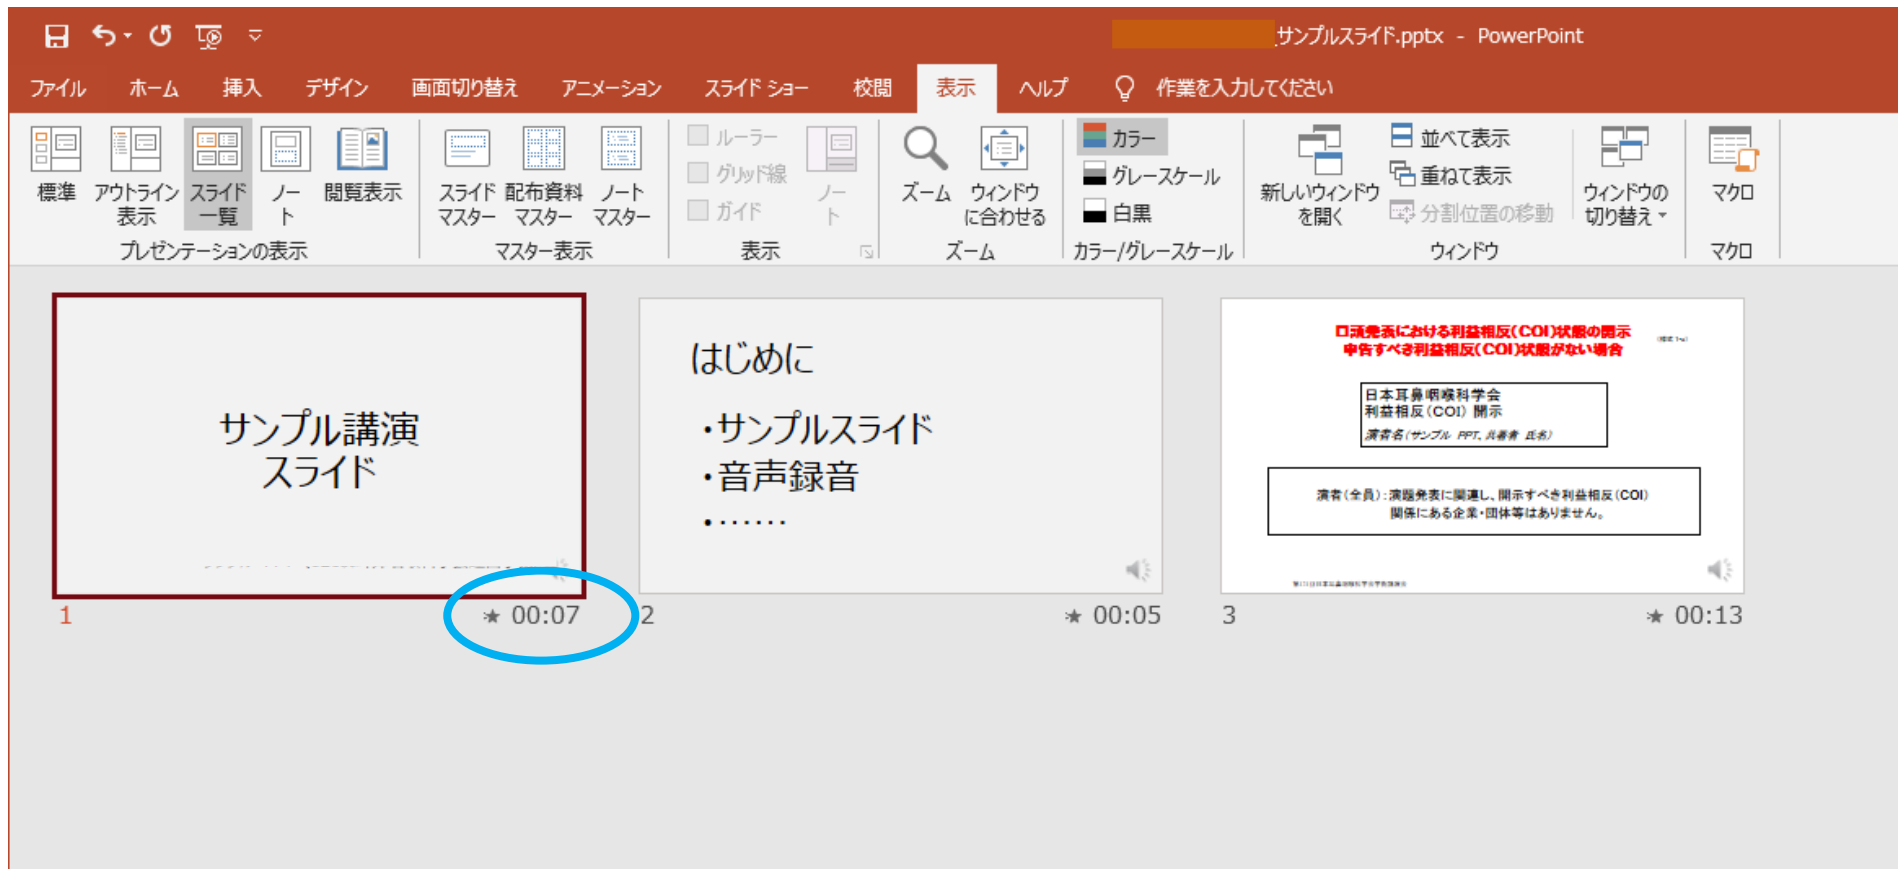 _サンプルスライド.pptx - PowerPoint
ファイル ホーム 挿入 デザイン 画面切り替え アニメーション スライド ショー 校閲 表示 ヘルプ 作業を入力してください
標準
アウトライン
表示
スライド
一覧
ノー
ト
閲覧表示
プレゼンテーションの表示
スライド
マスター
配布資料
マスター
ノート
マスター
マスター表示
ルーラー
グリッド線
ガイド
ノー
ト
表示
ズーム
ウィンドウ
に合わせる
ズーム
カラー
グレースケール
白黒
カラー/グレースケール
新しいウィンドウ
を開く
並べて表示
重ねて表示
分割位置の移動
ウィンドウの
切り替え
ウィンドウ
マクロ
マクロ
サンプル講演
スライド
1 00:07
はじめに
・サンプルスライド
・音声録音
・……
2 00:05
口頭発表における利益相反(COI)状態の開示
申告すべき利益相反(COI)状態がない場合
日本耳鼻咽喉科学会
利益相反(COI) 開示
演者名(サンプル PPT、共著者 氏名)
演者(全員):演題発表に関連し、開示すべき利益相反(COI)
関係にある企業・団体等はありません。
3 00:13